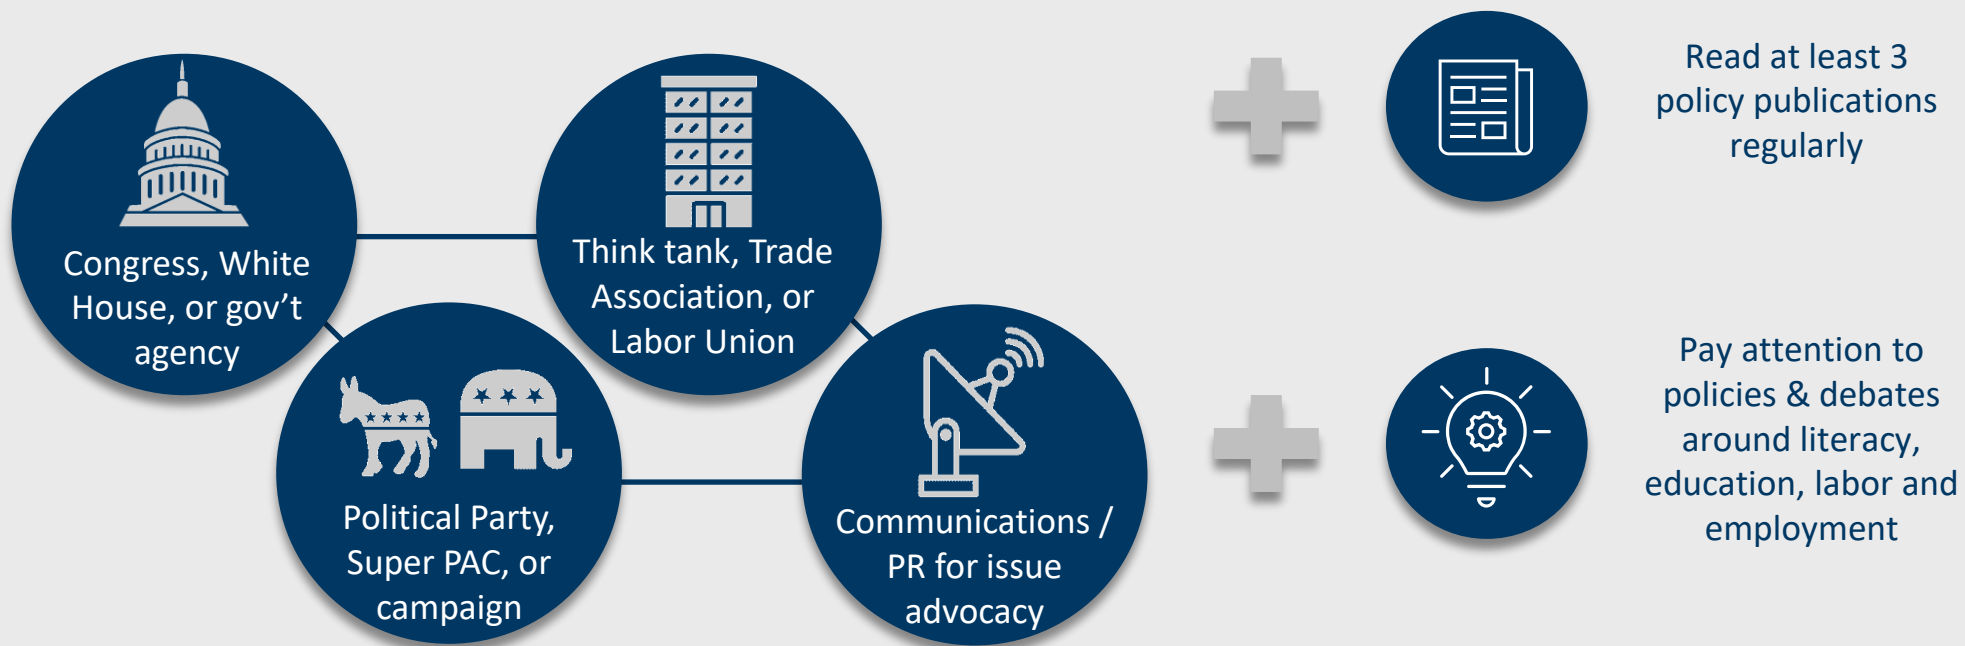 Congress, White
House, or gov’t
agency
Think tank, Trade
Association, or
Labor Union
Political Party,
Super PAC, or
campaign
Communications /
PR for issue
advocacy
Read at least 3
policy publications
regularly
Pay attention to
policies & debates
around literacy,
education, labor and
employment